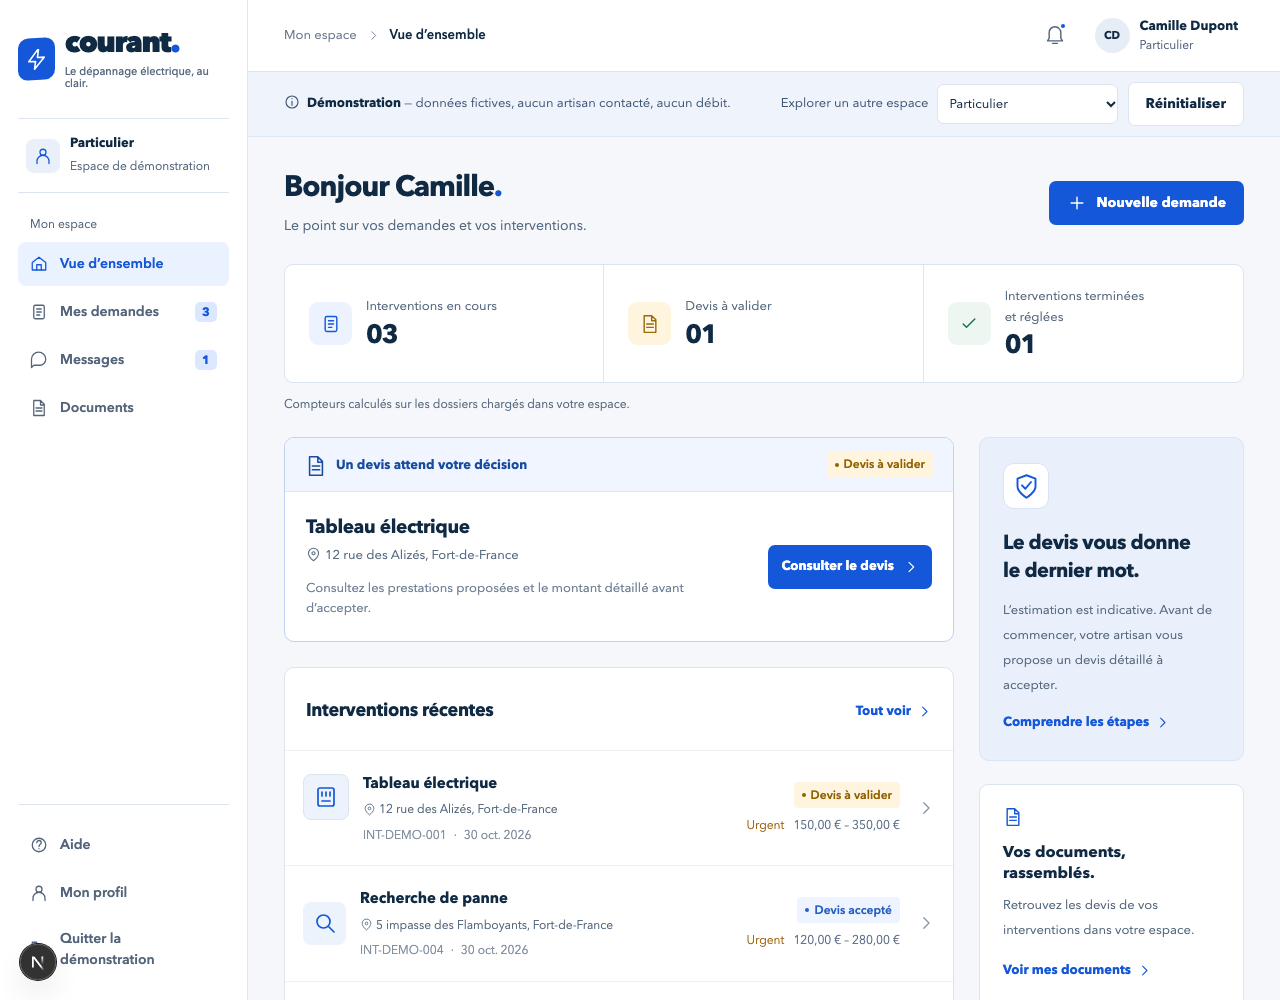 courant.
Le dépannage électrique, au
clair.
Particulier
Espace de démonstration
Mon espace
Vue d’ensemble
Mes demandes 3
Messages 1
Documents
Aide
Mon profil
Quitter la
démonstration
N
Mon espace > Vue d’ensemble
CD
Camille Dupont
Particulier
Démonstration – données fictives, aucun artisan contacté, aucun débit.
Explorer un autre espace
Particulier
Réinitialiser
Bonjour Camille.
Le point sur vos demandes et vos interventions.
Nouvelle demande
Interventions en cours
03
Devis à valider
01
Interventions terminées
et réglées
01
Compteurs calculés sur les dossiers chargés dans votre espace.
Un devis attend votre décision
• Devis à valider
Tableau électrique
12 rue des Alizés, Fort-de-France
Consultez les prestations proposées et le montant détaillé avant
d’accepter.
Consulter le devis
Interventions récentes
Tout voir
Tableau électrique
12 rue des Alizés, Fort-de-France
INT-DEMO-001 · 30 oct. 2026
• Devis à valider
Urgent 150,00 € – 350,00 €
Recherche de panne
5 impasse des Flamboyants, Fort-de-France
INT-DEMO-004 · 30 oct. 2026
• Devis accepté
Urgent 120,00 € – 280,00 €
Le devis vous donne
le dernier mot.
L’estimation est indicative. Avant de
commencer, votre artisan vous
propose un devis détaillé à
accepter.
Comprendre les étapes
Vos documents,
rassemblés.
Retrouvez les devis de vos
interventions dans votre espace.
Voir mes documents